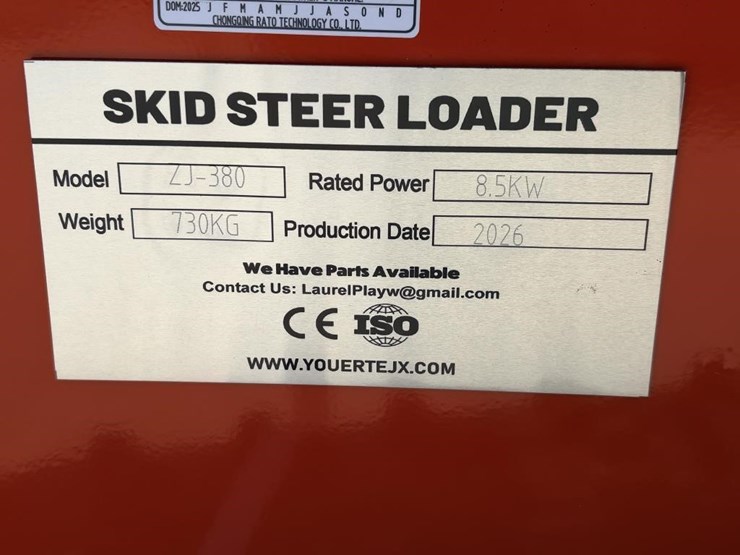 DOM:2025 J F M A M J J A S O N D
CHONGQING RATO TECHNOLOGY CO., LTD.
SKID STEER LOADER
Model ZJ-380 Rated Power 8.5KW
Weight 730KG Production Date 2026
We Have Parls Available
Contact Us: LaurelPlayw@gmail.com
CE ISO
WWW.YOUERTEJX.COM